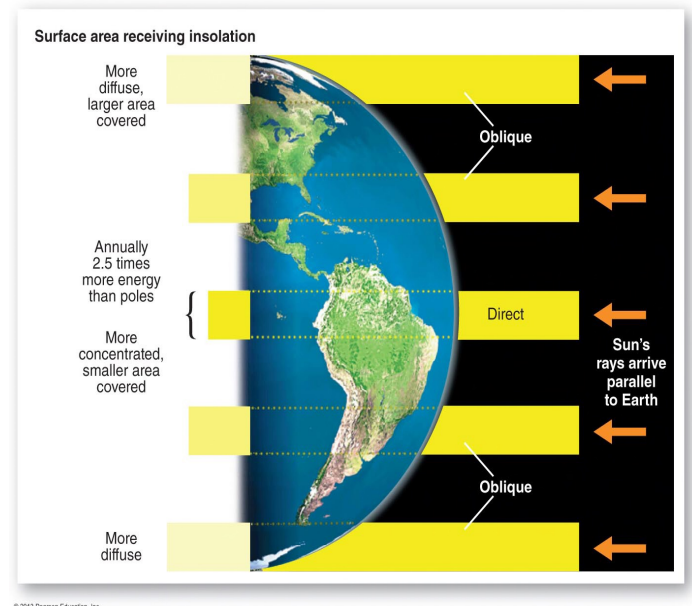 Surface area receiving insolation
More
diffuse,
larger area
covered
Oblique
Annually
2.5 times
more energy
than poles
More
concentrated,
smaller area
covered
Direct
Sun's
rays arrive
parallel
to Earth
Oblique
More
diffuse